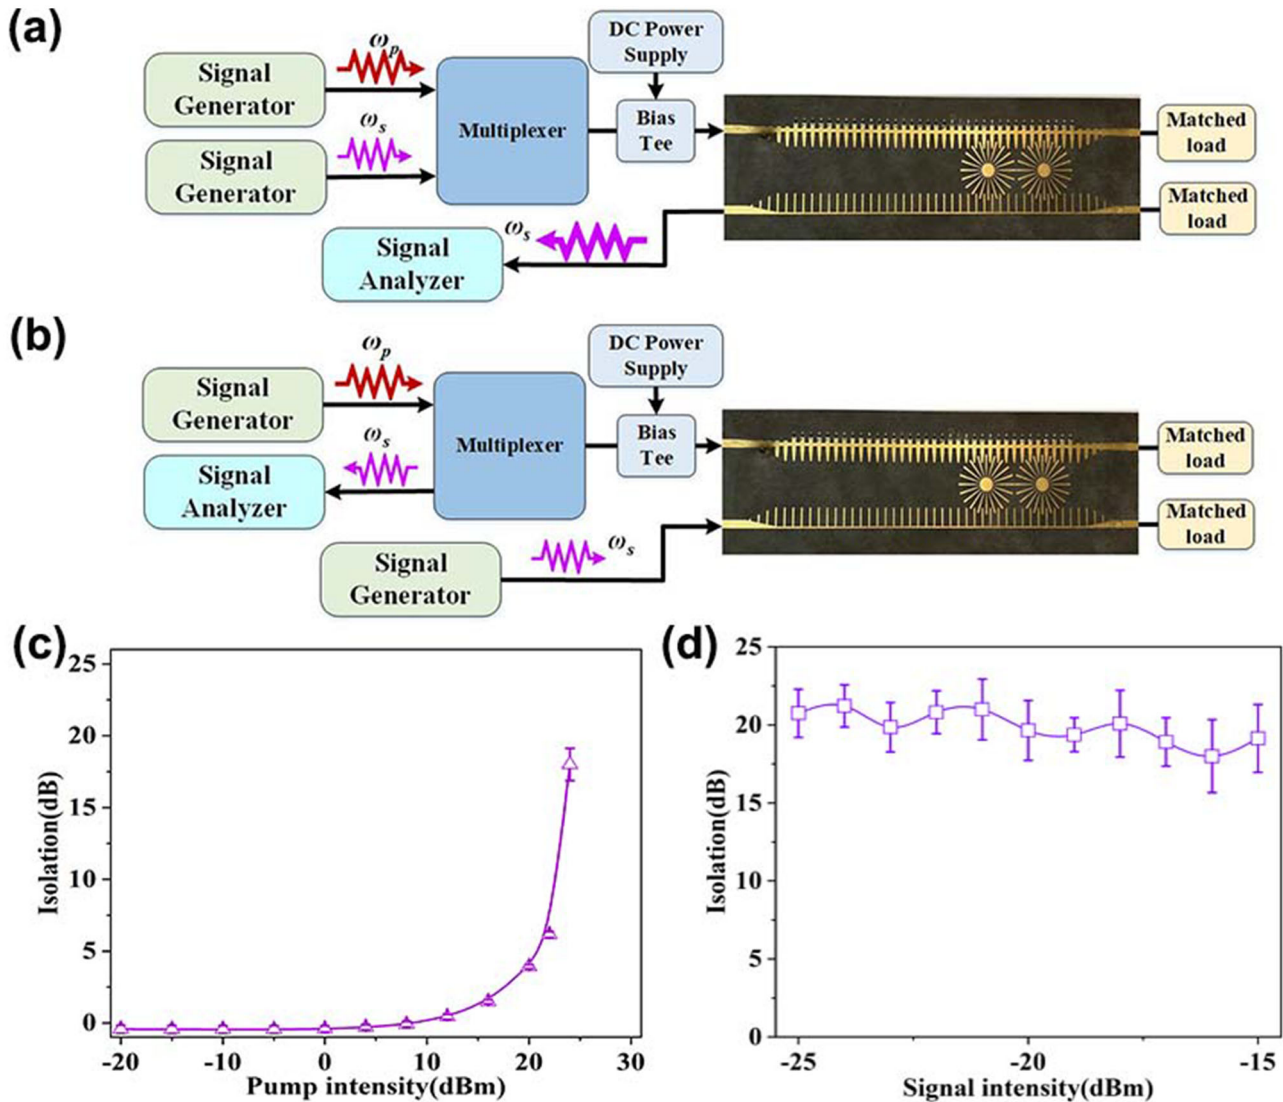 (a)
ωp
Signal
Generator
ωs
Signal
Generator
Multiplexer
DC Power
Supply
Bias
Tee
Matched
load
Matched
load
ωs
Signal
Analyzer
(b)
ωp
Signal
Generator
ωs
Signal
Analyzer
Multiplexer
DC Power
Supply
Bias
Tee
Matched
load
Matched
load
Signal
Generator
ωs
(c)
25
20
15
10
5
0
Isolation(dB)
-20
-10
0
10
20
30
Pump intensity(dBm)
(d)
25
20
15
10
5
0
Isolation(dB)
-25
-20
-15
Signal intensity(dBm)